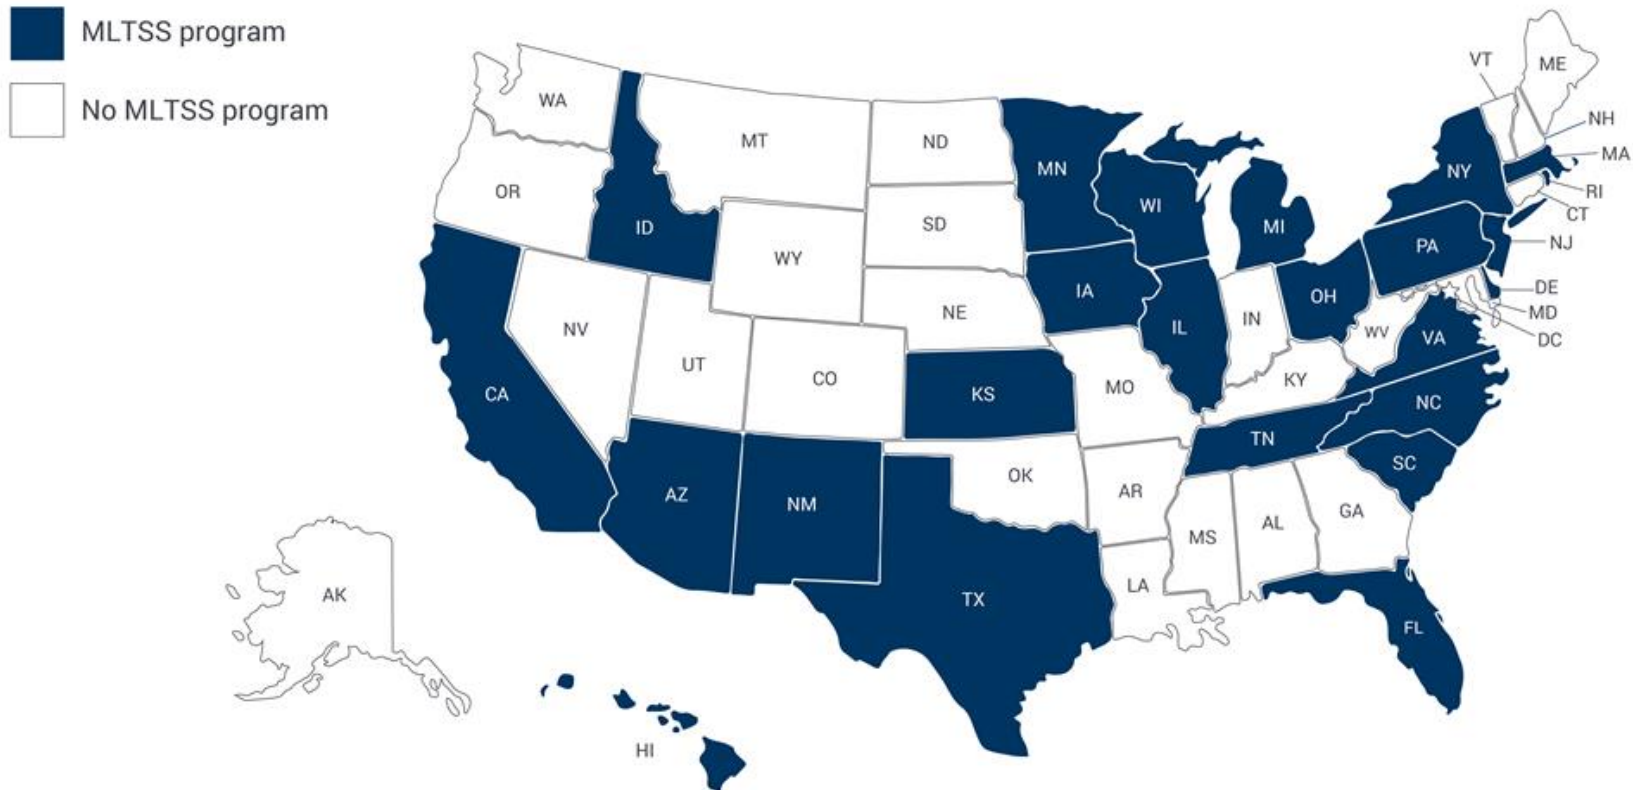 MLTSS program
No MLTSS program
WA
OR
ID
MT
ND
SD
WY
NE
NV
UT
CO
CA
AZ
NM
KS
OK
TX
MN
IA
MO
AR
LA
WI
IL
MI
IN
OH
KY
TN
MS
AL
GA
FL
SC
NC
VA
WV
PA
NY
VT
ME
NH
MA
RI
CT
NJ
DE
MD
DC
AK
HI